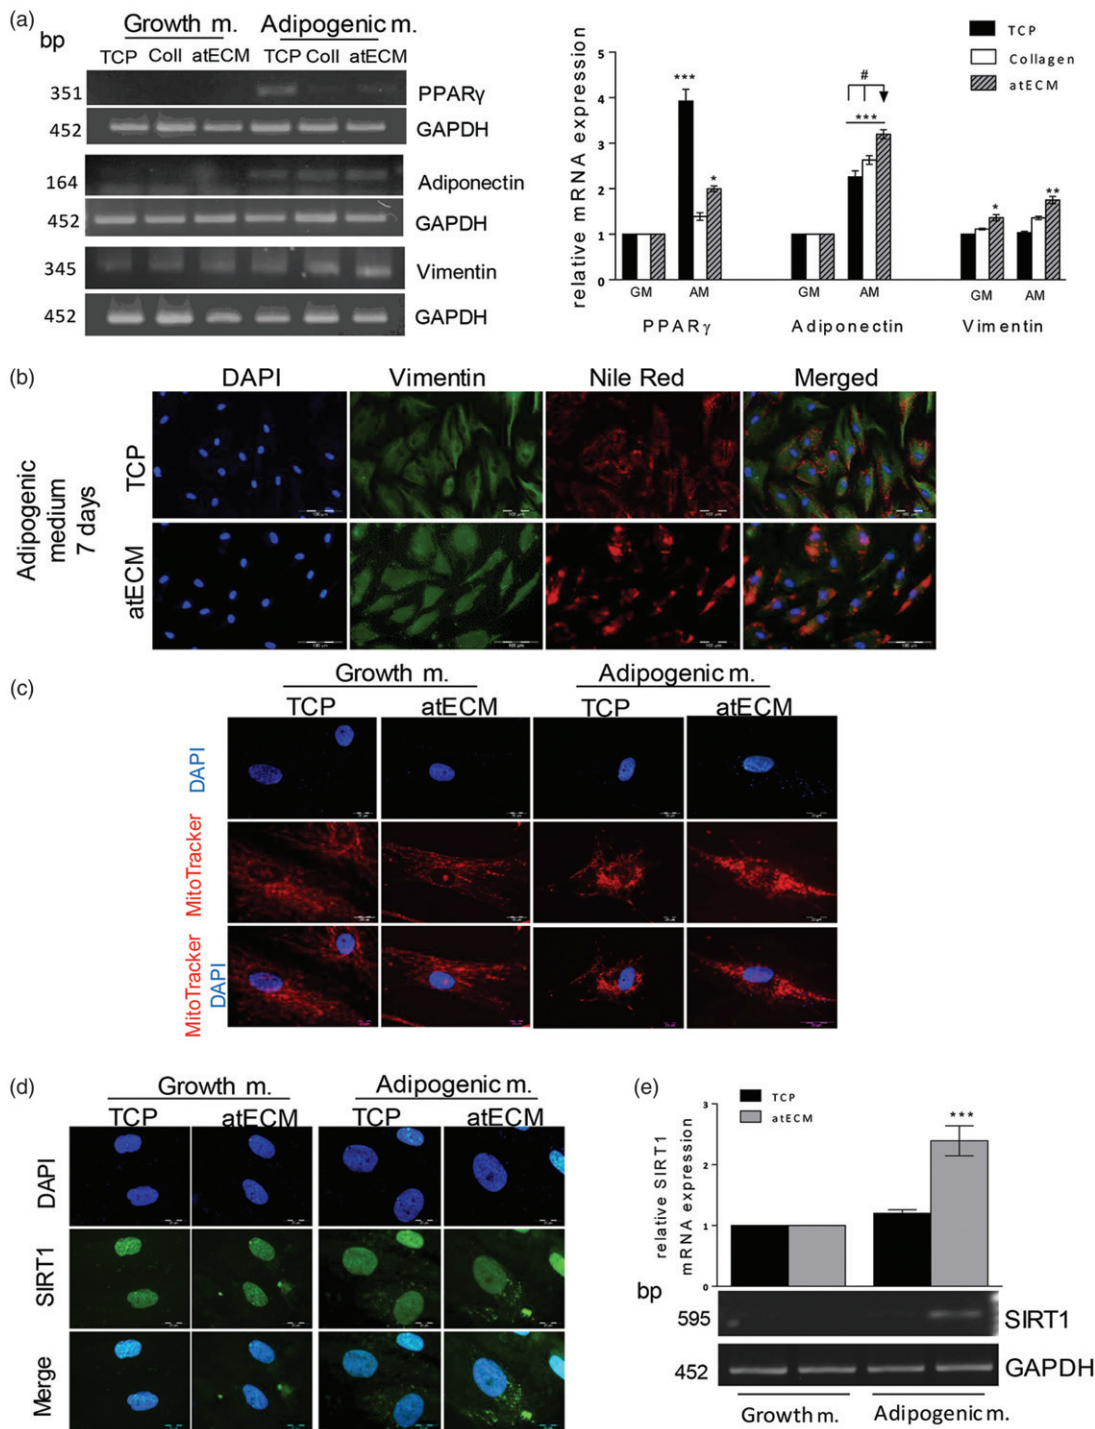 (a)
Growth m. Adipogenic m.
bp
TCP Coll atECM TCP Coll atECM
351 PPARγ
452 GAPDH
164 Adiponectin
452 GAPDH
345 Vimentin
452 GAPDH
TCP
Collagen
atECM
relative mRNA expression
5
4
3
2
1
0
***
*
#
***
*
**
GM AM GM AM GM AM
PPARγ Adiponectin Vimentin
(b)
DAPI Vimentin Nile Red Merged
Adipogenic medium 7 days
TCP
atECM
(c)
Growth m. Adipogenic m.
TCP atECM TCP atECM
DAPI
MitoTracker
MitoTracker
DAPI
(d)
Growth m. Adipogenic m.
TCP atECM TCP atECM
DAPI
SIRT1
Merge
(e)
TCP
atECM
relative SIRT1
mRNA expression
3
2
1
0
***
bp
595 SIRT1
452 GAPDH
Growth m. Adipogenic m.